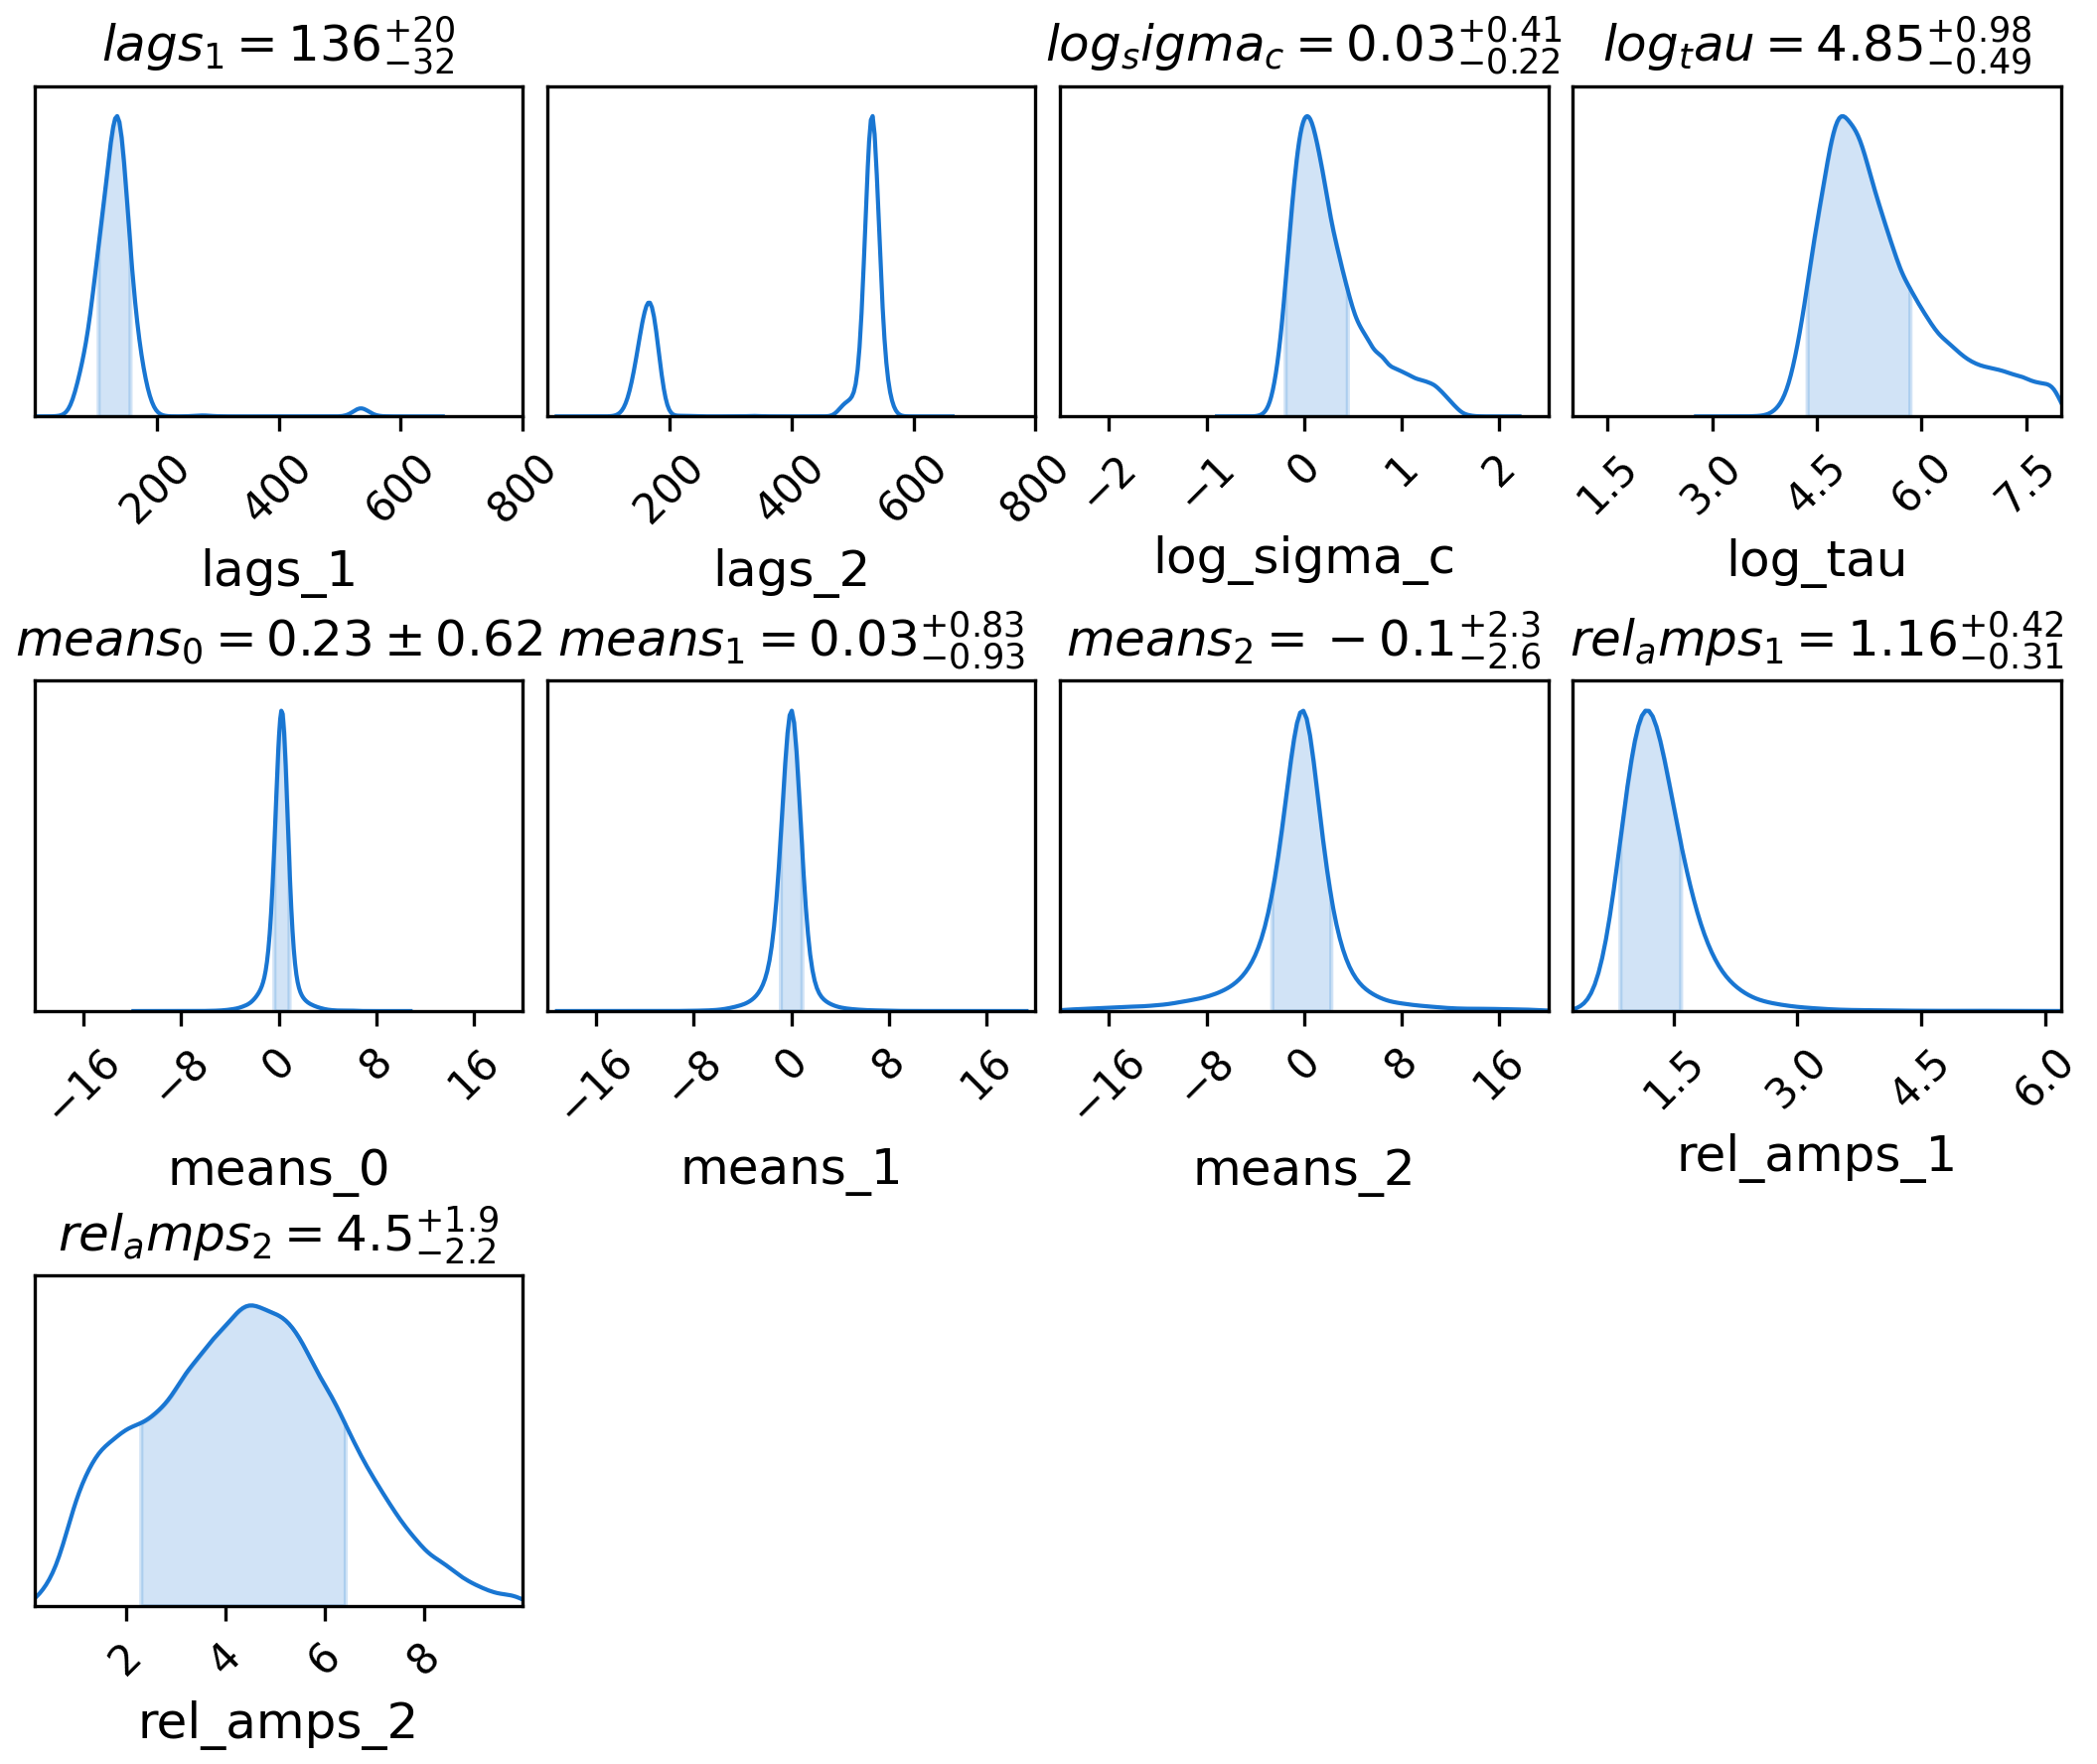 lags₁ = 136⁺²⁰₋₃₂
logₛigma_c = 0.03^{+0.41}_{−0.22}
logₜau = 4.85^{+0.98}_{−0.49}
200 400 600 800
200 400 600 800
−2 −1 0 1 2
1.5 3.0 4.5 6.0 7.5
lags_1
lags_2
log_sigma_c
log_tau
means₀ = 0.23 ± 0.62
means₁ = 0.03^{+0.83}_{−0.93}
means₂ = −0.1^{+2.3}_{−2.6}
relₐmps₁ = 1.16^{+0.42}_{−0.31}
−16 −8 0 8 16
−16 −8 0 8 16
−16 −8 0 8 16
1.5 3.0 4.5 6.0
means_0
means_1
means_2
rel_amps_1
relₐmps₂ = 4.5^{+1.9}_{−2.2}
2 4 6 8
rel_amps_2